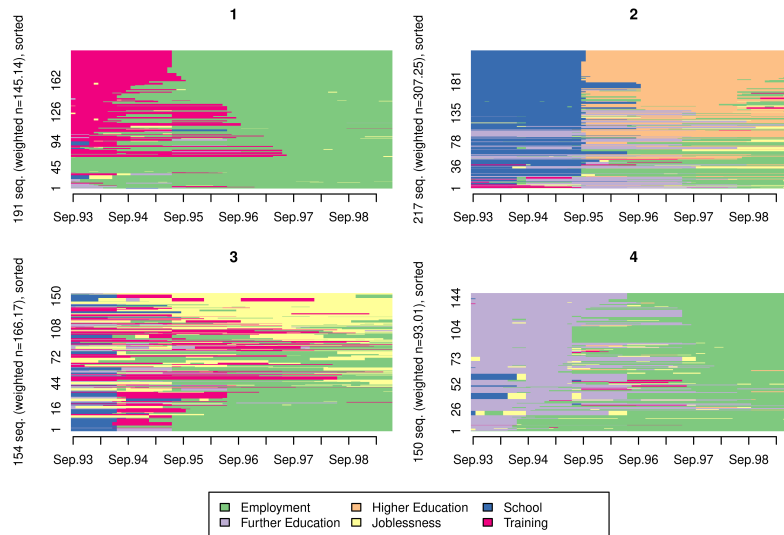 1
191 seq. (weighted n=145.14), sorted
1 45 94 126 162
Sep.93 Sep.94 Sep.95 Sep.96 Sep.97 Sep.98
2
217 seq. (weighted n=307.25), sorted
1 36 78 135 181
Sep.93 Sep.94 Sep.95 Sep.96 Sep.97 Sep.98
3
154 seq. (weighted n=166.17), sorted
1 16 44 72 108 150
Sep.93 Sep.94 Sep.95 Sep.96 Sep.97 Sep.98
4
150 seq. (weighted n=93.01), sorted
1 26 52 73 104 144
Sep.93 Sep.94 Sep.95 Sep.96 Sep.97 Sep.98
Employment Higher Education School
Further Education Joblessness Training